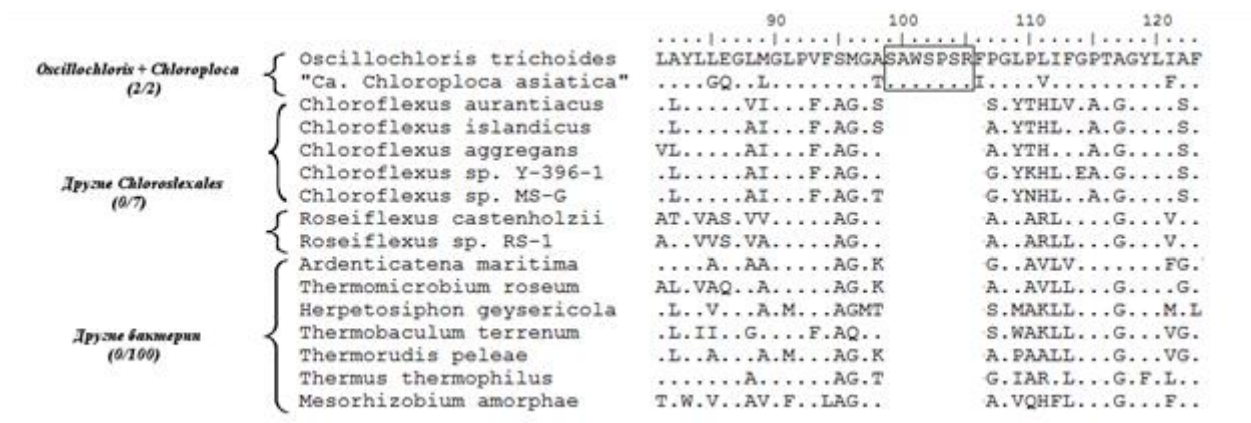 90 100 110 120
....|....|....|....|....|....|....|....|...
Oscillochloris + Chloroploca
(2/2)
Oscillochloris trichoides LAYLLEGLMGLPVFSMGASAWSPSRFPGLPLIFGPTAGYLIAF
"Ca. Chloroploca asiatica" ....GQ..L........T.......I....V.........F..
Chloroflexus aurantiacus .L.....VI...F.AG.S S.YTHLV.A.G....S.
Chloroflexus islandicus .L.....AI...F.AG.S A.YTHL..A.G....S.
Chloroflexus aggregans VL.....AI...F.AG.. A.YTH...A.G....S.
Другие Chloroslexales
(0/7)
Chloroflexus sp. Y-396-1 .L.....AI...F.AG.. G.YKHL.EA.G....S.
Chloroflexus sp. MS-G .L.....AI...F.AG.T G.YNHL..A.G....S.
Roseiflexus castenholzii AT.VAS.VV.....AG.. A..ARL....G...V..
Roseiflexus sp. RS-1 A..VVS.VA.....AG.. A..ARLL...G...V..
Ardenticatena maritima ....A..AA.....AG.K G..AVLV.......FG.
Thermomicrobium roseum AL.VAQ..A.....AG.K A..AVLL...G....G.
Herpetosiphon geysericola .L..V...A.M...AGMT S.MAKLL...G...M.L
Другие бактерии
(0/100)
Thermobaculum terrenum .L.II..G....F.AQ.. S.WAKLL...G...VG.
Thermorudis peleae .L..A...A.M...AG.K A.PAALL...G...VG.
Thermus thermophilus .......A......AG.T G.IAR.L...G.F.L..
Mesorhizobium amorphae T.W.V..AV.F..LAG.. A.VQHFL...G...F..